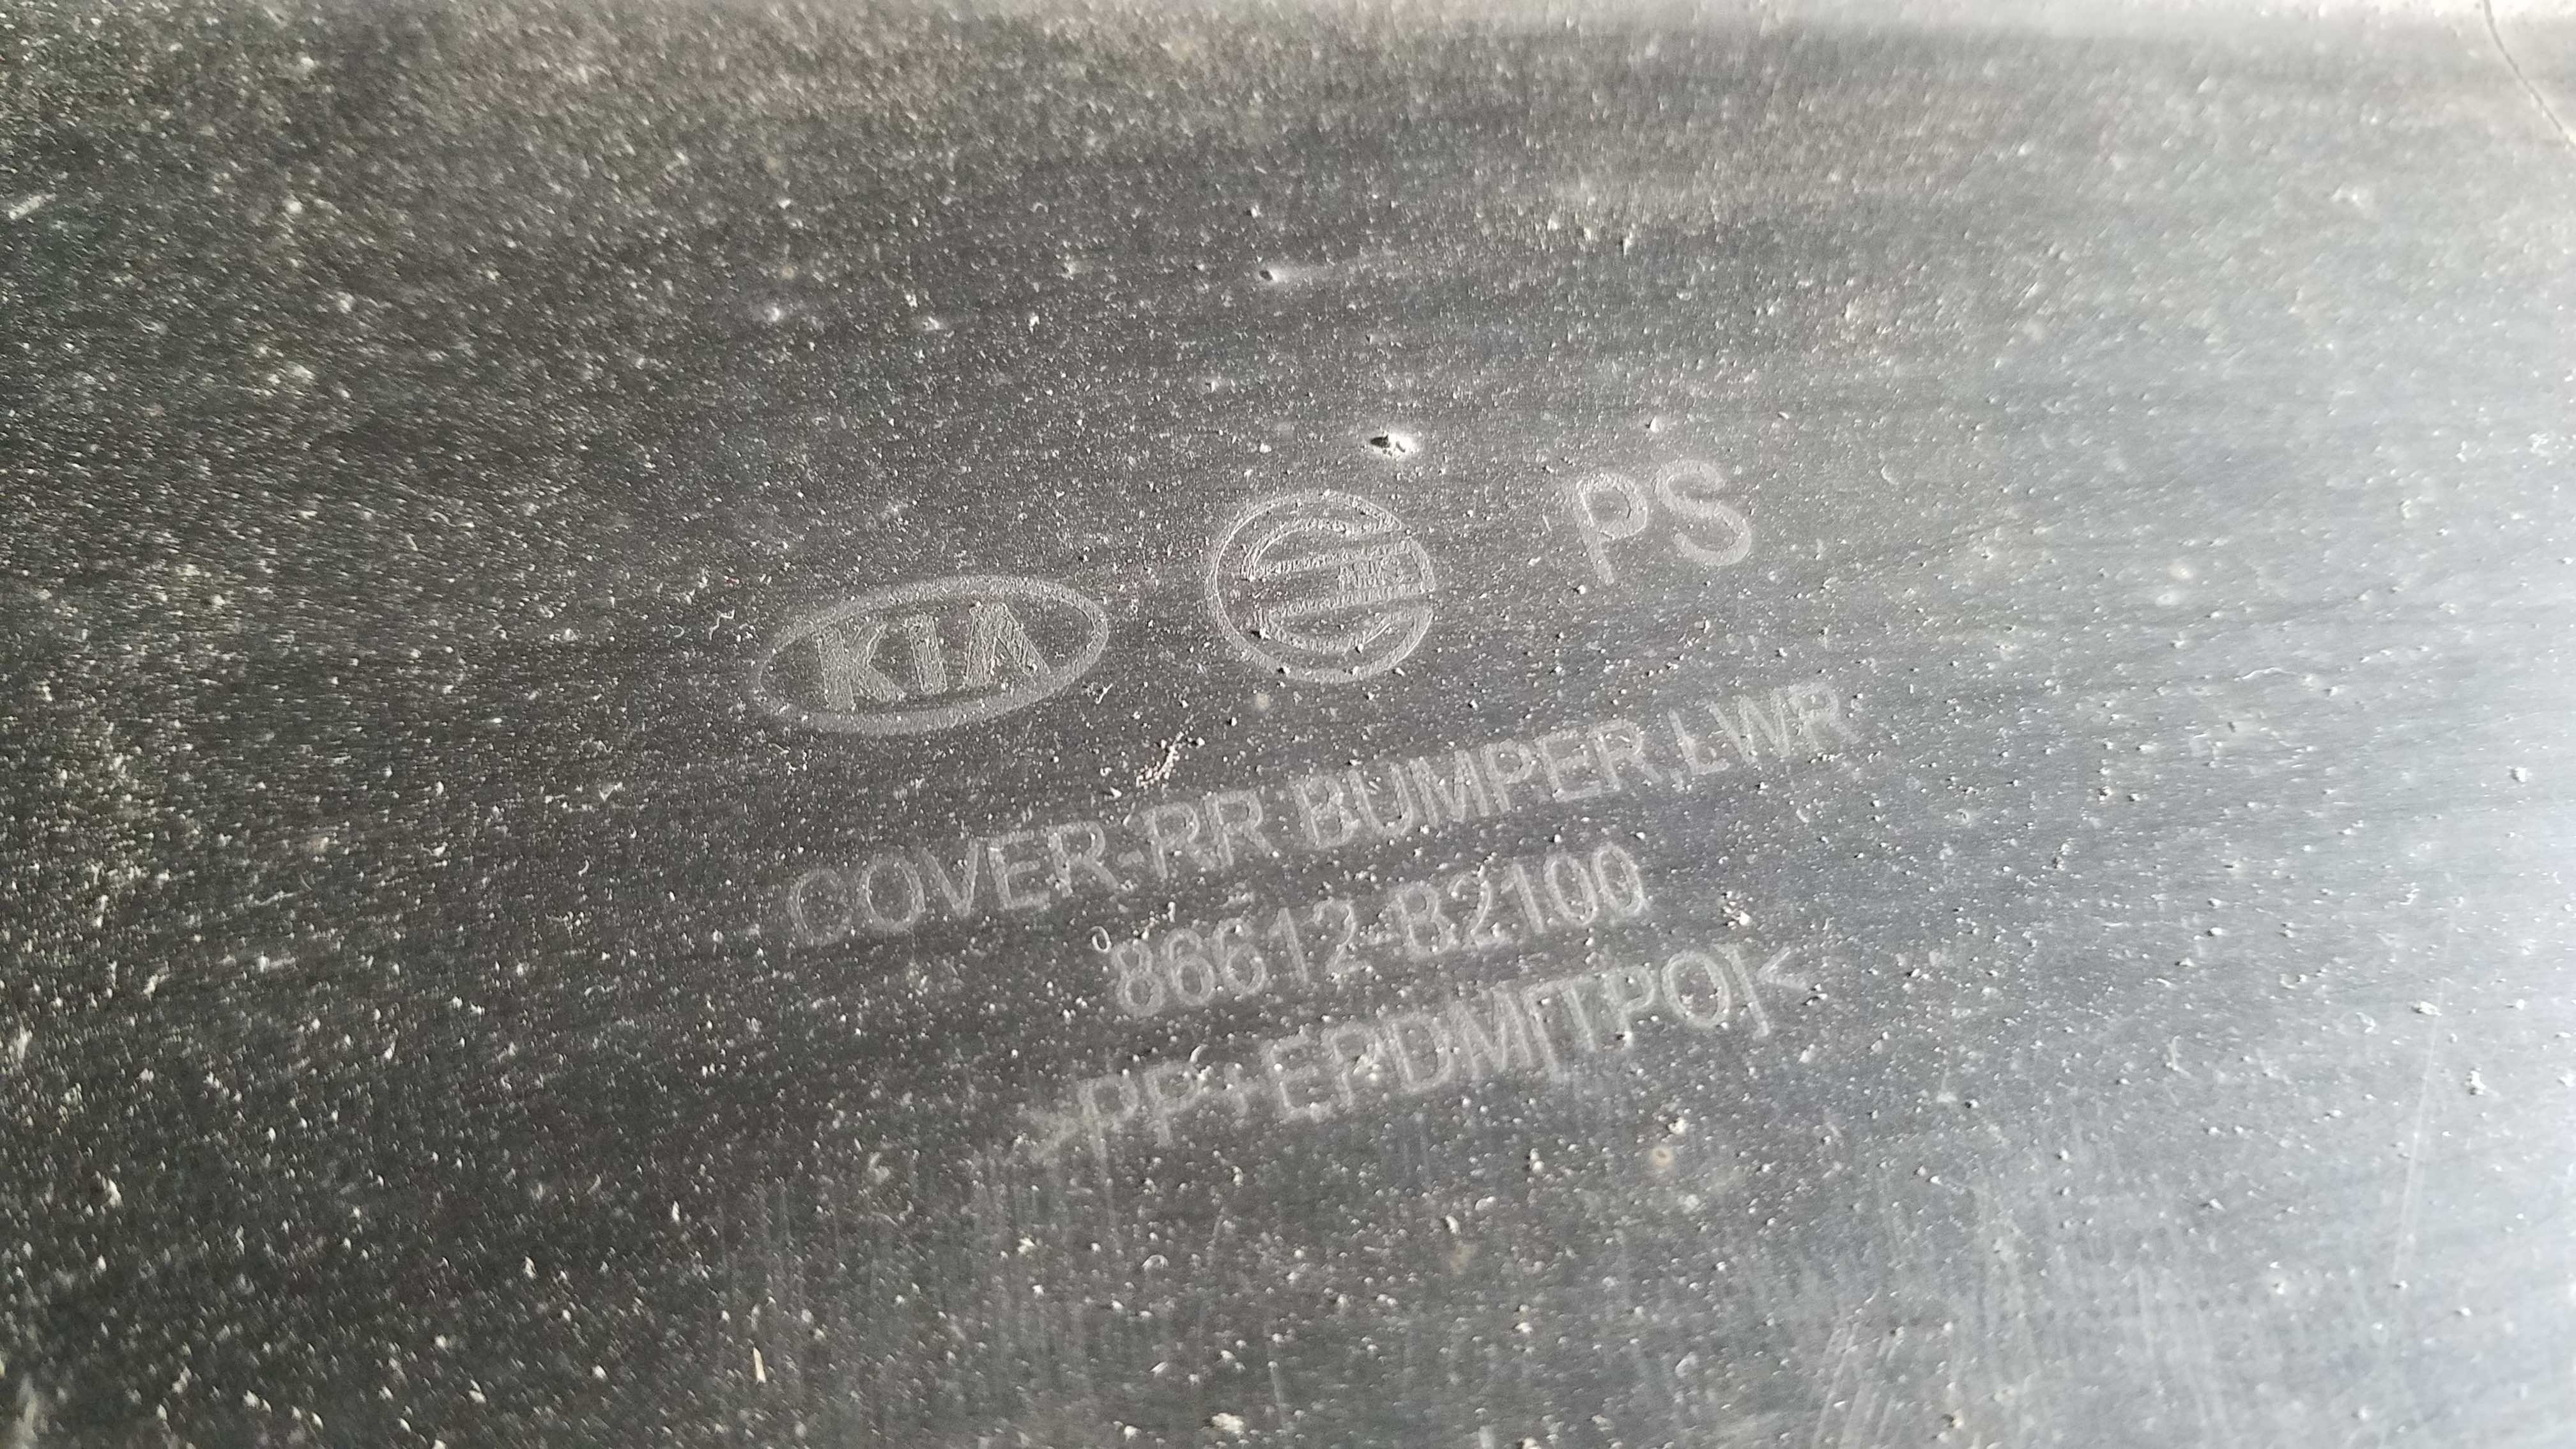 KIA
PS
COVER-RR BUMPER,LWR
86612-B2100
>PP+EPDM[TPO]<